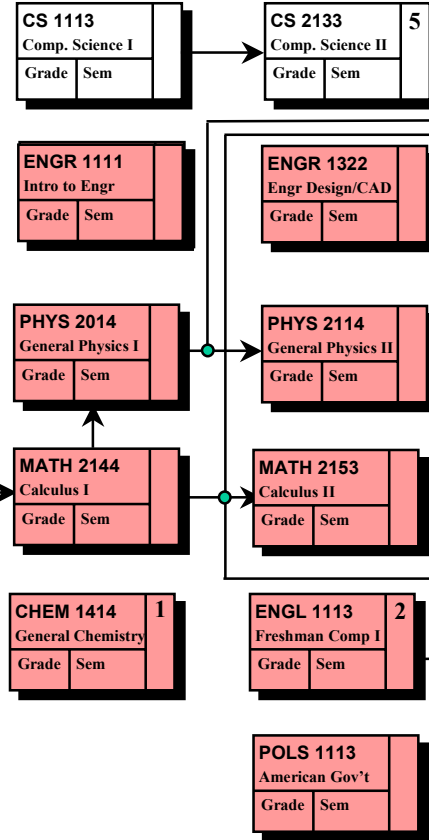 CS 1113
Comp. Science I
Grade Sem
CS 2133 5
Comp. Science II
Grade Sem
ENGR 1111
Intro to Engr
Grade Sem
ENGR 1322
Engr Design/CAD
Grade Sem
PHYS 2014
General Physics I
Grade Sem
PHYS 2114
General Physics II
Grade Sem
MATH 2144
Calculus I
Grade Sem
MATH 2153
Calculus II
Grade Sem
CHEM 1414 1
General Chemistry
Grade Sem
ENGL 1113 2
Freshman Comp I
Grade Sem
POLS 1113
American Gov't
Grade Sem